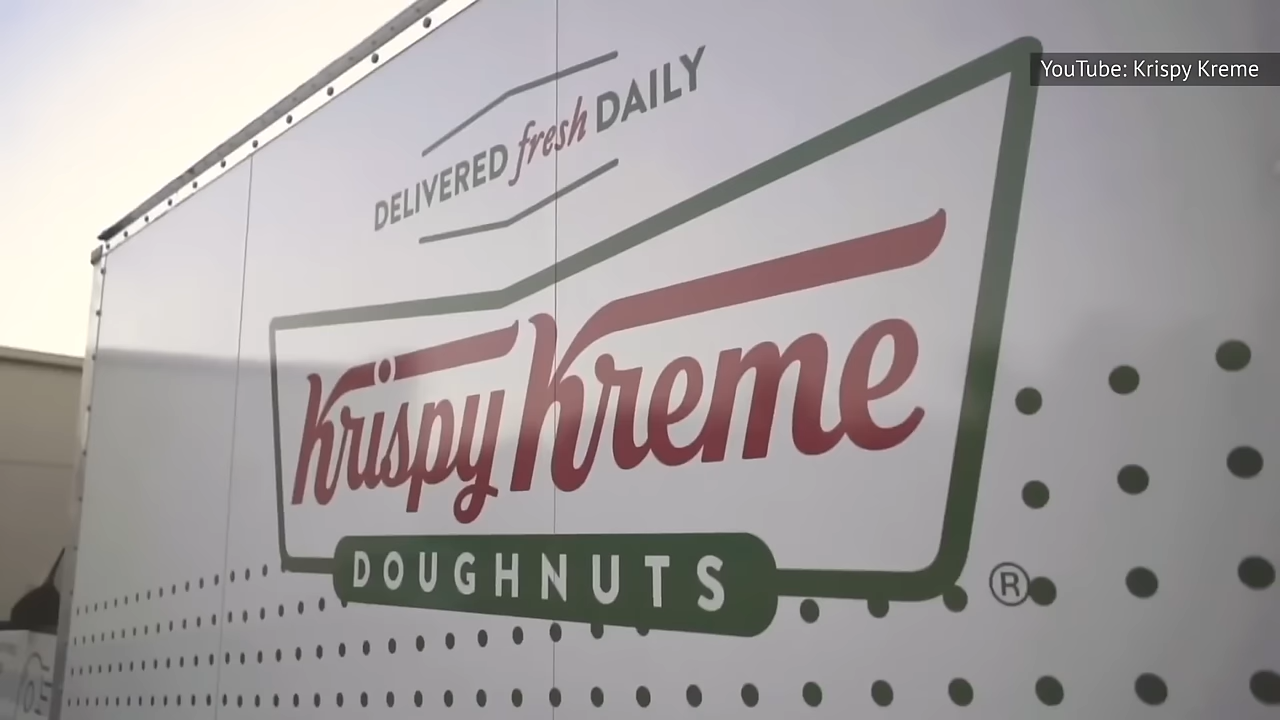 YouTube: Krispy Kreme
DELIVERED fresh DAILY
Krispy Kreme
DOUGHNUTS
®